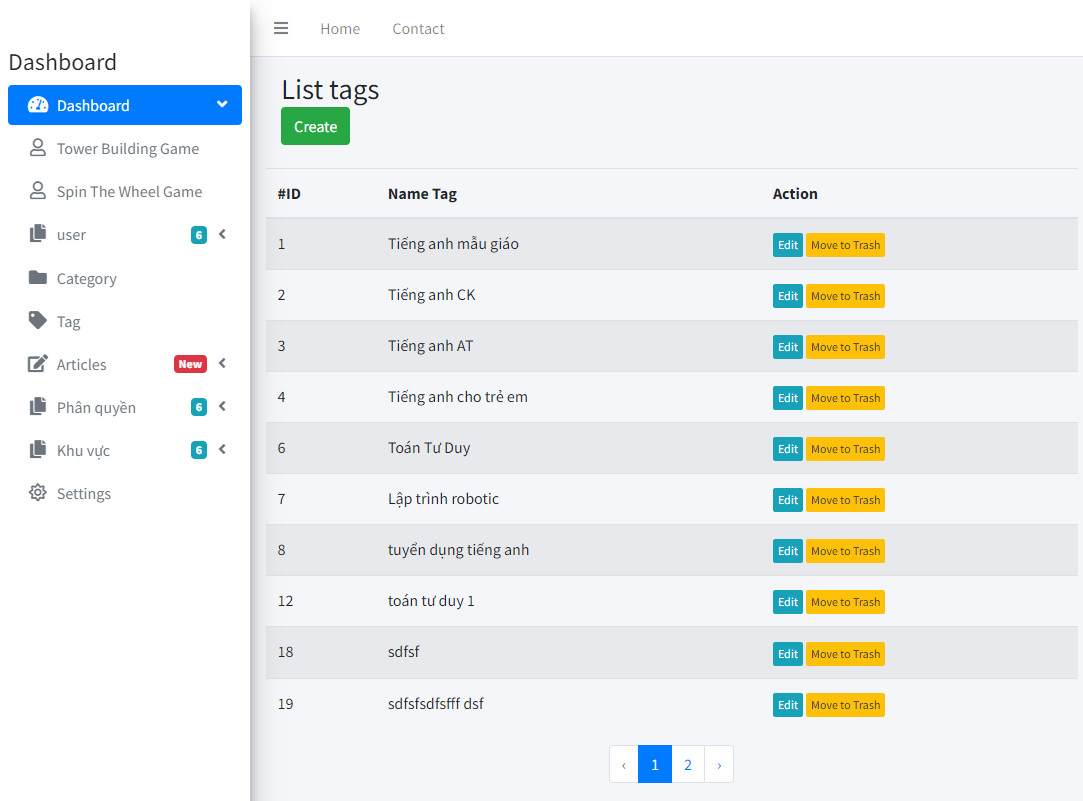 Home Contact
Dashboard
Dashboard
Tower Building Game
Spin The Wheel Game
user 6
Category
Tag
Articles New
Phân quyền 6
Khu vực 6
Settings
List tags
Create
#ID Name Tag Action
1 Tiếng anh mẫu giáo Edit Move to Trash
2 Tiếng anh CK Edit Move to Trash
3 Tiếng anh AT Edit Move to Trash
4 Tiếng anh cho trẻ em Edit Move to Trash
6 Toán Tư Duy Edit Move to Trash
7 Lập trình robotic Edit Move to Trash
8 tuyển dụng tiếng anh Edit Move to Trash
12 toán tư duy 1 Edit Move to Trash
18 sdfsf Edit Move to Trash
19 sdfsfsdfsfff dsf Edit Move to Trash
‹ 1 2 ›